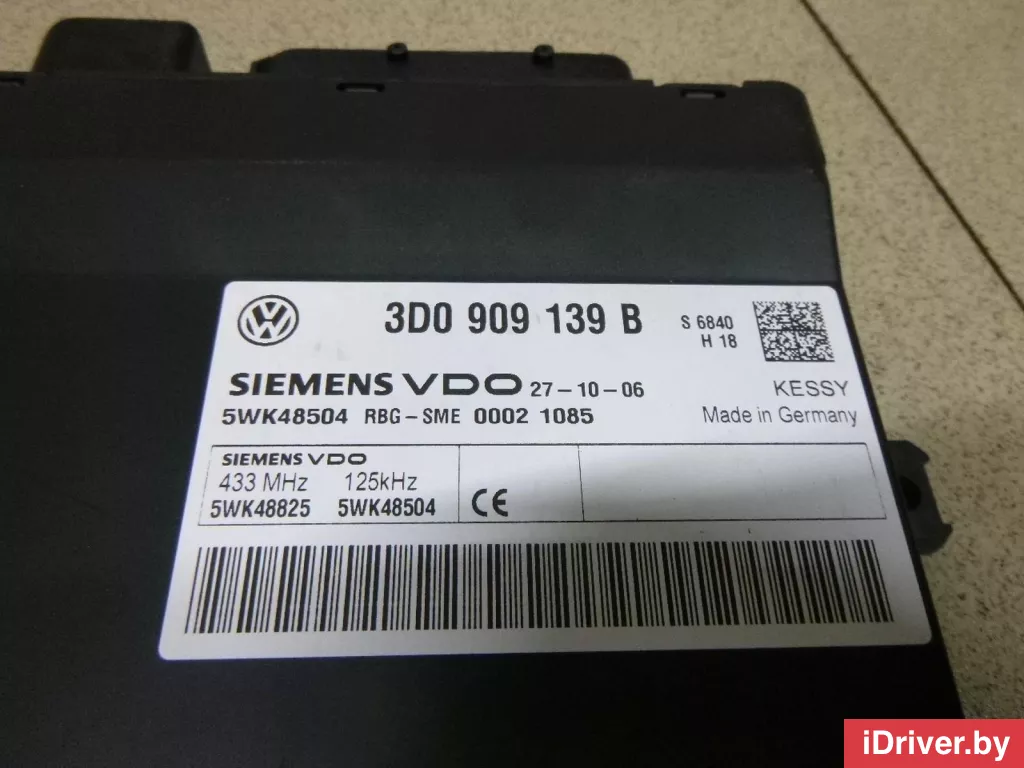 3D0 909 139 B
S 6840
H 18
SIEMENS VDO 27-10-06
KESSY
5WK48504 RBG-SME 0002 1085
Made in Germany
SIEMENS VDO
433 MHz 125kHz
5WK48825 5WK48504
CE
iDriver.by